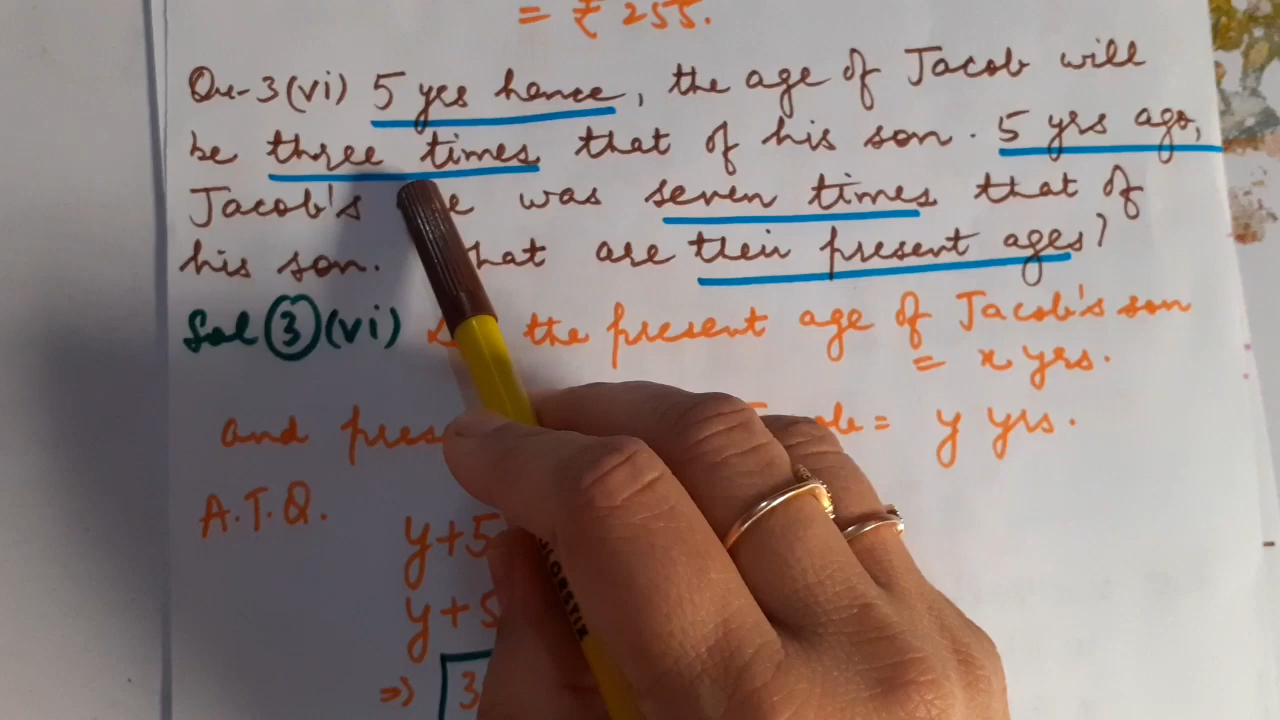 = ₹ 255.
Qu-3(vi) 5 yrs hence, the age of Jacob will
be three times that of his son. 5 yrs ago,
Jacob's e was seven times that of
his son. hat are their present ages?
Sol ③(vi) the present age of Jacob's son
= x yrs.
and pres ob = y yrs.
A.T.Q.
y+5
y+5
⇒ 3
COLORSTIX